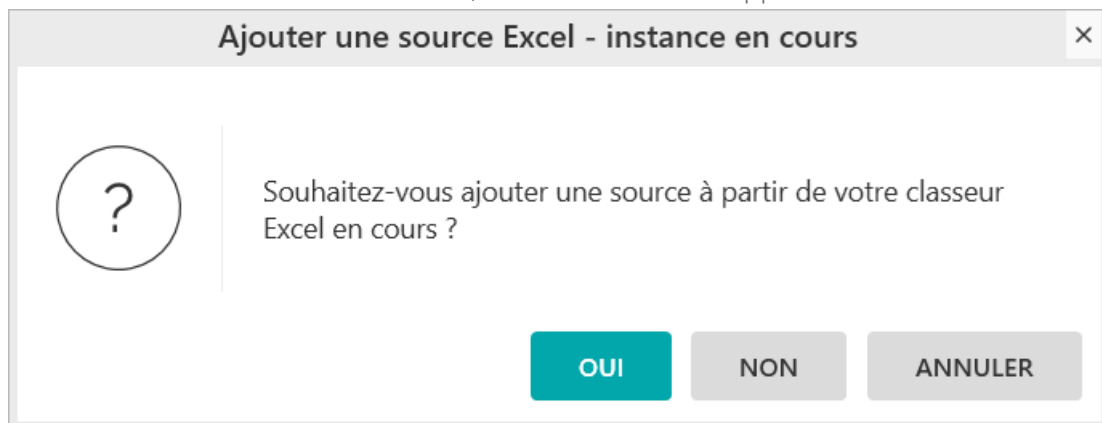 Ajouter une source Excel - instance en cours
×
?
Souhaitez-vous ajouter une source à partir de votre classeur
Excel en cours ?
OUI NON ANNULER